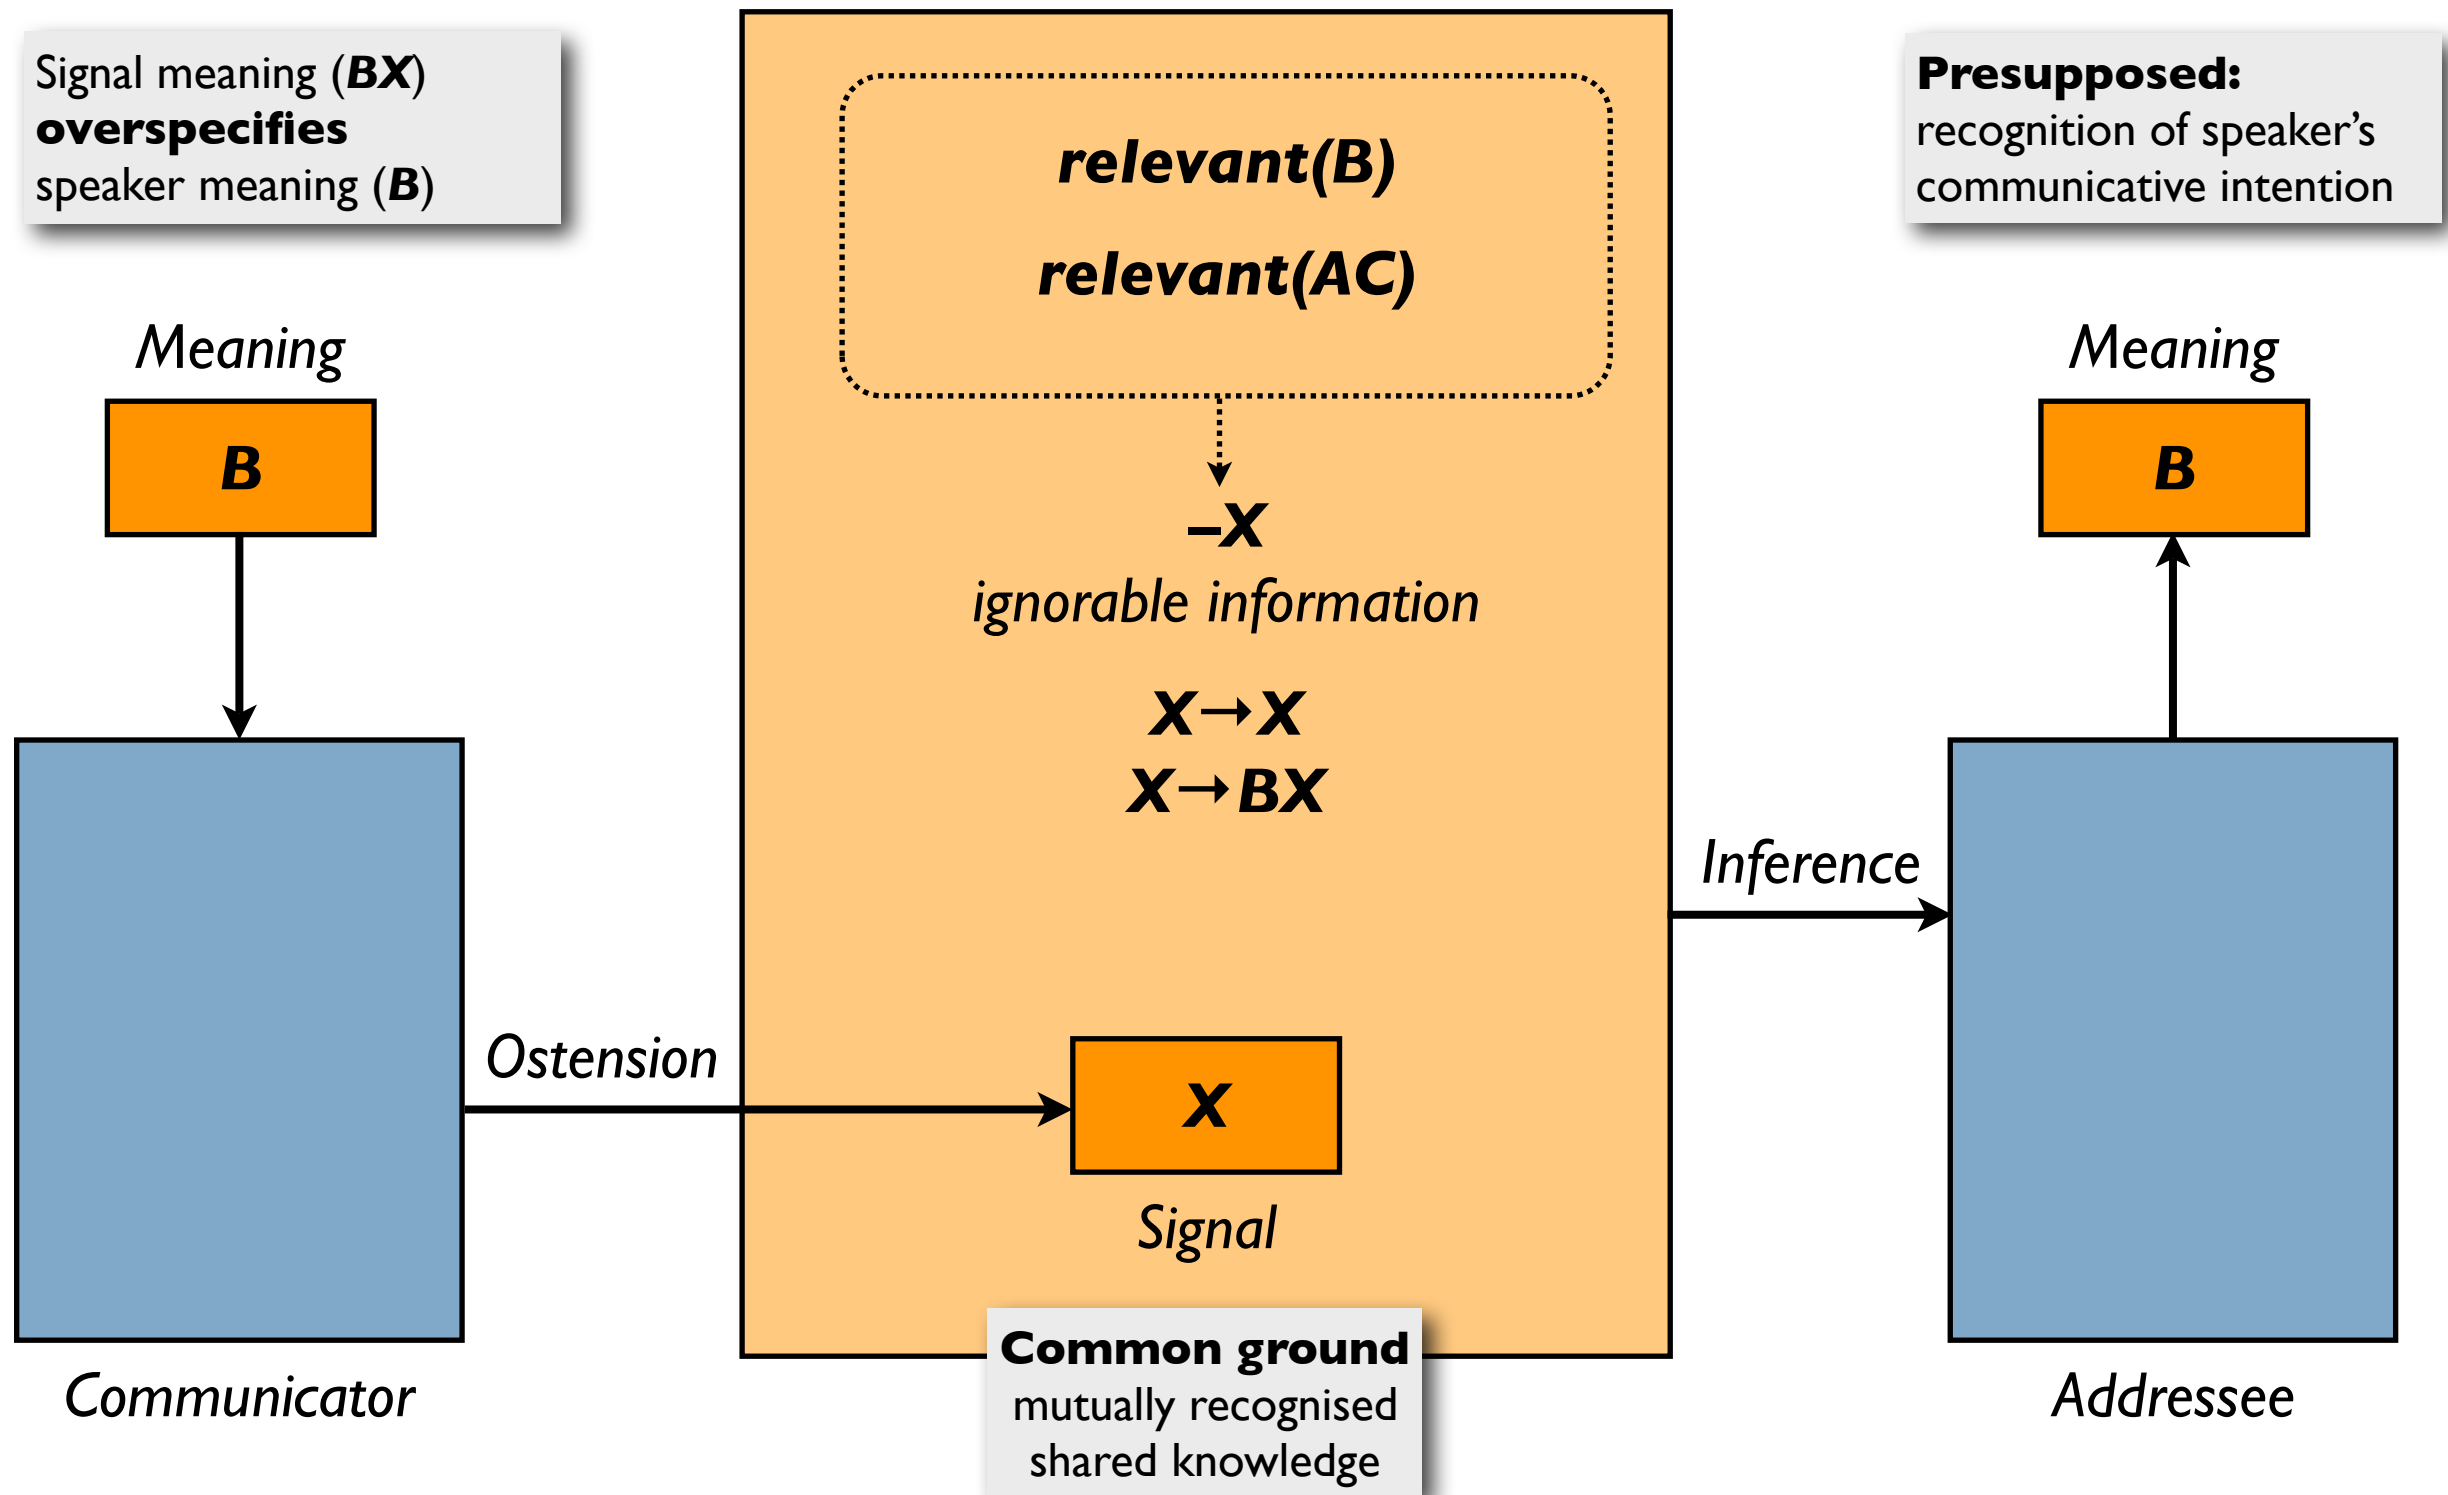 Signal meaning (BX)
overspecifies
speaker meaning (B)
Meaning
B
Communicator
Ostension
relevant(B)
relevant(AC)
–X
ignorable information
X→X
X→BX
X
Signal
Common ground
mutually recognised
shared knowledge
Inference
Presupposed:
recognition of speaker’s
communicative intention
Meaning
B
Addressee